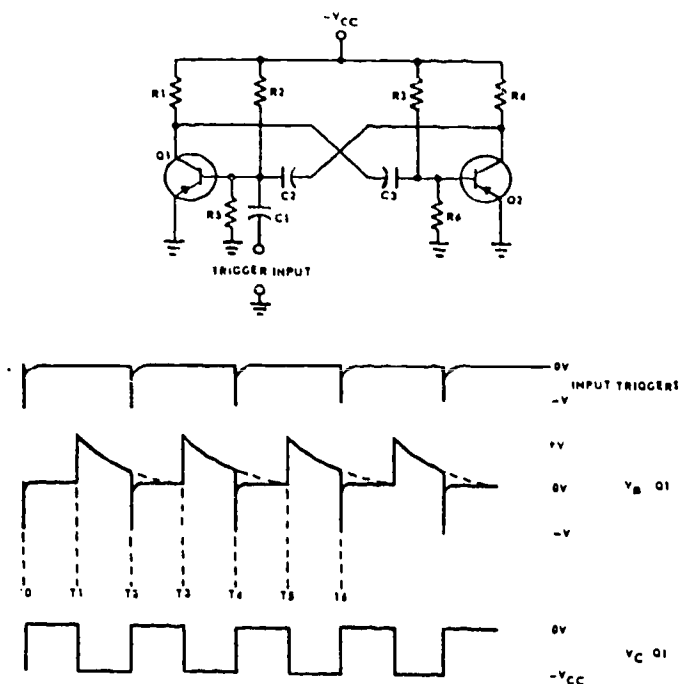 -VCC
R1
R2
R3
R4
Q1
C2
C3
Q2
R5
C1
R6
TRIGGER INPUT
0V
INPUT TRIGGERS
-V
+V
0V
VB Q1
-V
T0 T1 T2 T3 T4 T5 T6
0V
VC Q1
-VCC